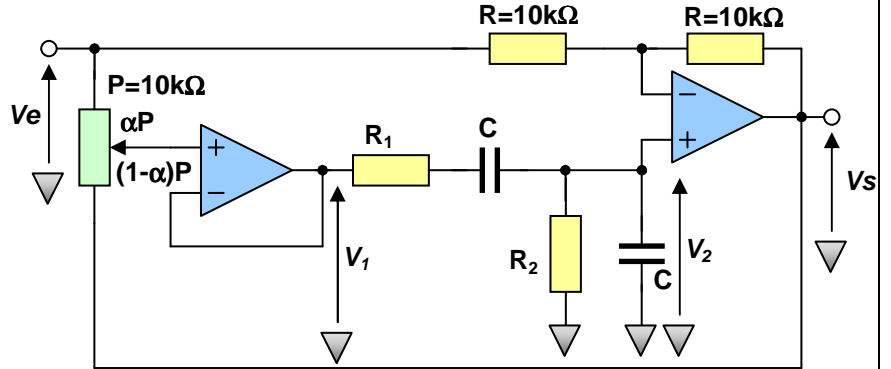 R=10kΩ
R=10kΩ
P=10kΩ
Ve
αP
(1-α)P
+
−
R1
C
−
+
V1
R2
C
V2
Vs